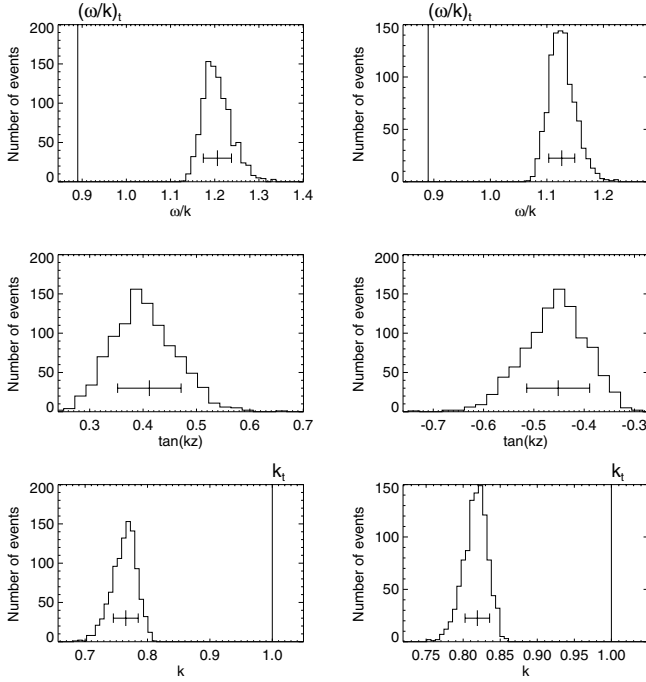 (ω/k)t
Number of events
200
150
100
50
0
0.9 1.0 1.1 1.2 1.3 1.4
ω/k
(ω/k)t
Number of events
150
100
50
0
0.9 1.0 1.1 1.2
ω/k
Number of events
200
150
100
50
0
0.3 0.4 0.5 0.6 0.7
tan(kz)
Number of events
200
150
100
50
0
-0.7 -0.6 -0.5 -0.4 -0.3
tan(kz)
kt
Number of events
200
150
100
50
0
0.7 0.8 0.9 1.0
k
kt
Number of events
150
100
50
0
0.75 0.80 0.85 0.90 0.95 1.00
k